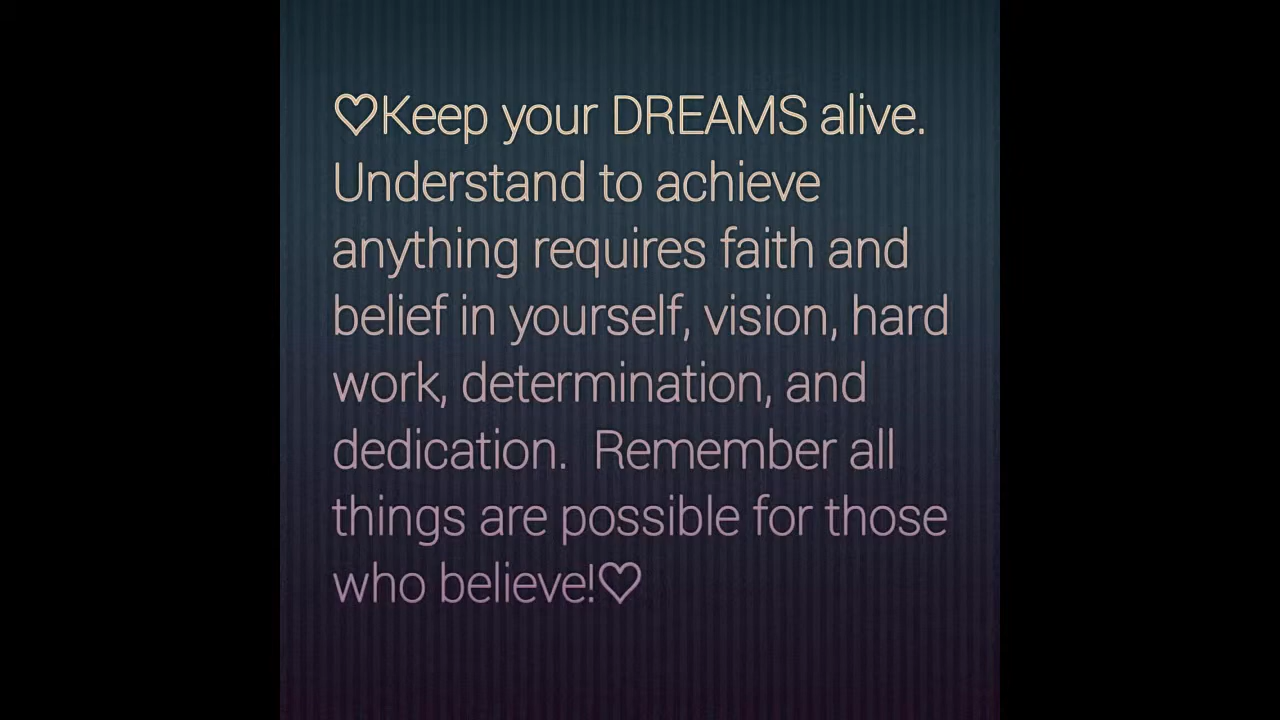 ♡Keep your DREAMS alive.
Understand to achieve
anything requires faith and
belief in yourself, vision, hard
work, determination, and
dedication.  Remember all
things are possible for those
who believe!♡